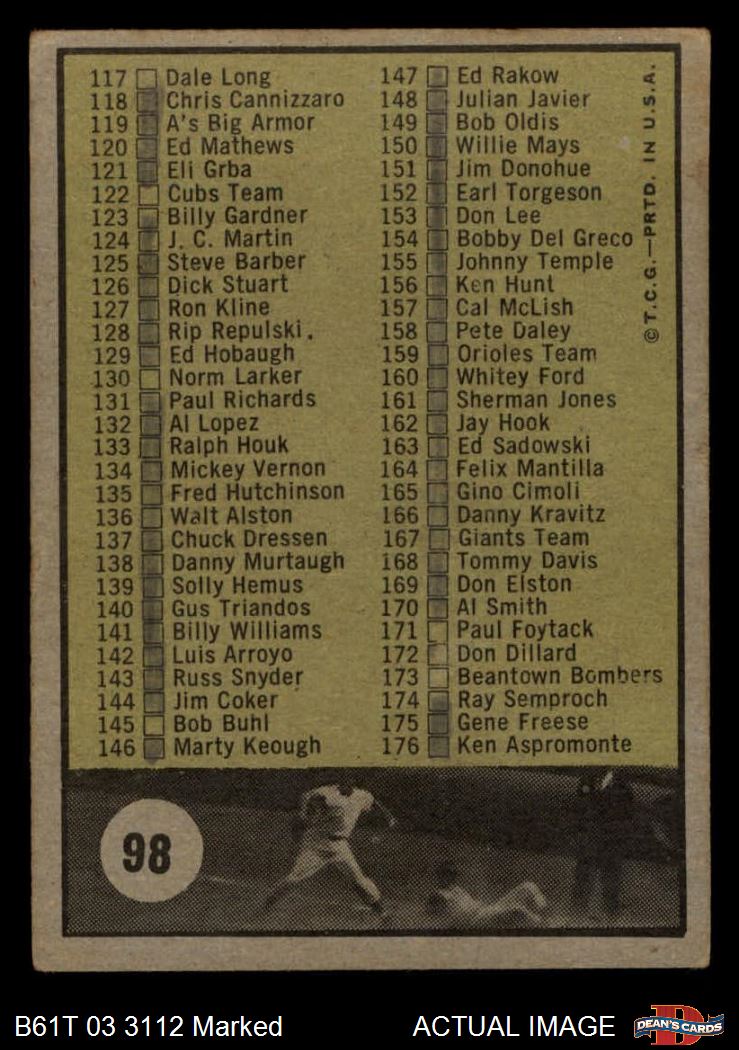 117 Dale Long
118 Chris Cannizzaro
119 A's Big Armor
120 Ed Mathews
121 Eli Grba
122 Cubs Team
123 Billy Gardner
124 J. C. Martin
125 Steve Barber
126 Dick Stuart
127 Ron Kline
128 Rip Repulski.
129 Ed Hobaugh
130 Norm Larker
131 Paul Richards
132 Al Lopez
133 Ralph Houk
134 Mickey Vernon
135 Fred Hutchinson
136 Walt Alston
137 Chuck Dressen
138 Danny Murtaugh
139 Solly Hemus
140 Gus Triandos
141 Billy Williams
142 Luis Arroyo
143 Russ Snyder
144 Jim Coker
145 Bob Buhl
146 Marty Keough
147 Ed Rakow
148 Julian Javier
149 Bob Oldis
150 Willie Mays
151 Jim Donohue
152 Earl Torgeson
153 Don Lee
154 Bobby Del Greco
155 Johnny Temple
156 Ken Hunt
157 Cal McLish
158 Pete Daley
159 Orioles Team
160 Whitey Ford
161 Sherman Jones
162 Jay Hook
163 Ed Sadowski
164 Felix Mantilla
165 Gino Cimoli
166 Danny Kravitz
167 Giants Team
168 Tommy Davis
169 Don Elston
170 Al Smith
171 Paul Foytack
172 Don Dillard
173 Beantown Bombers
174 Ray Semproch
175 Gene Freese
176 Ken Aspromonte
© T.C.G.—PRTD. IN U.S.A.
98
B61T 03 3112 Marked
ACTUAL IMAGE
D
DEAN'S CARDS